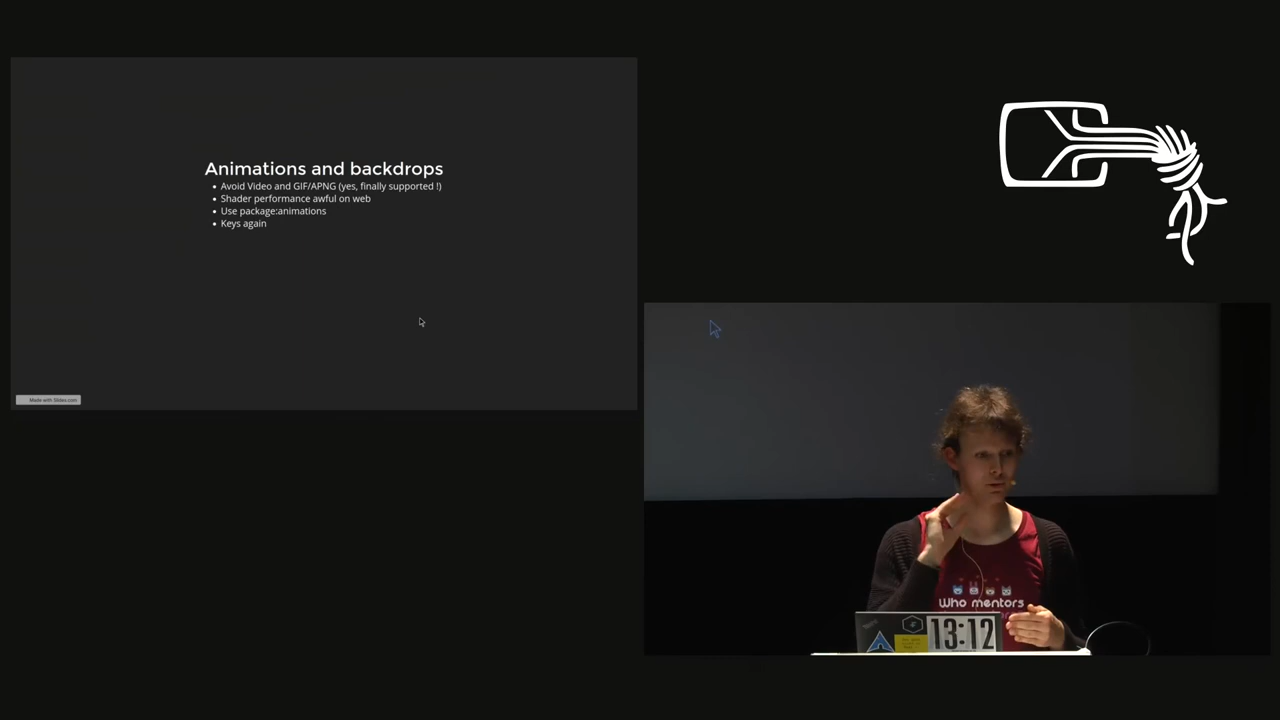 Animations and backdrops
Avoid Video and GIF/APNG (yes, finally supported !)
Shader performance awful on web
Use package:animations
Keys again
Made with Slides.com
Who mentors
13:12